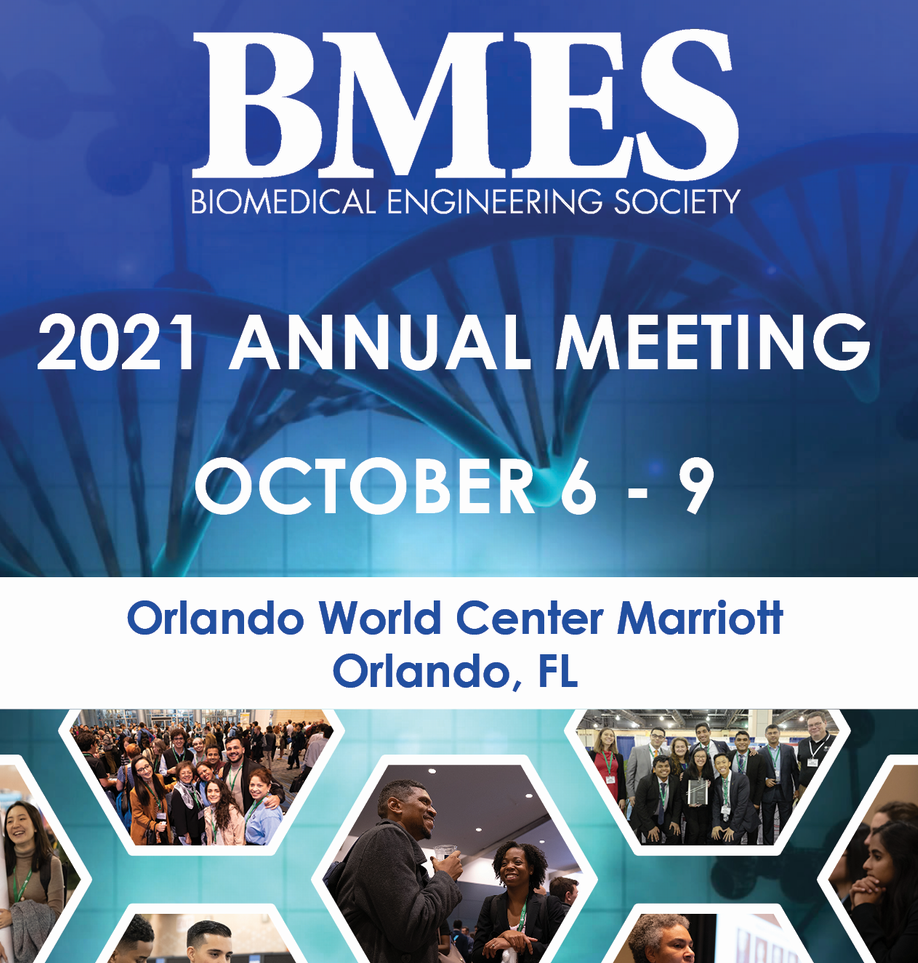 BMES
BIOMEDICAL ENGINEERING SOCIETY
2021 ANNUAL MEETING
OCTOBER 6 - 9
Orlando World Center Marriott
Orlando, FL